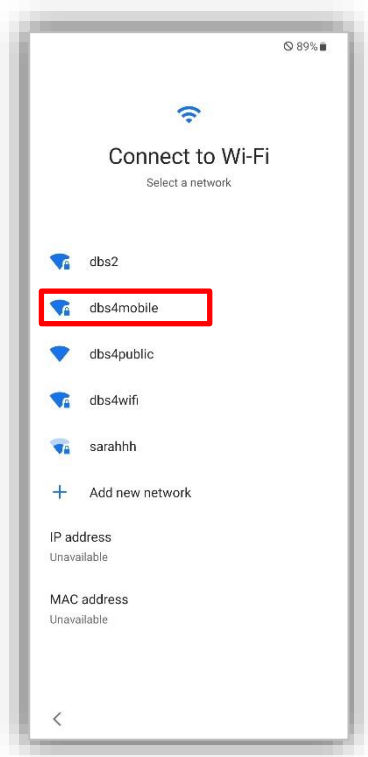 89%
Connect to Wi-Fi
Select a network
dbs2
dbs4mobile
dbs4public
dbs4wifi
sarahhh
Add new network
IP address
Unavailable
MAC address
Unavailable